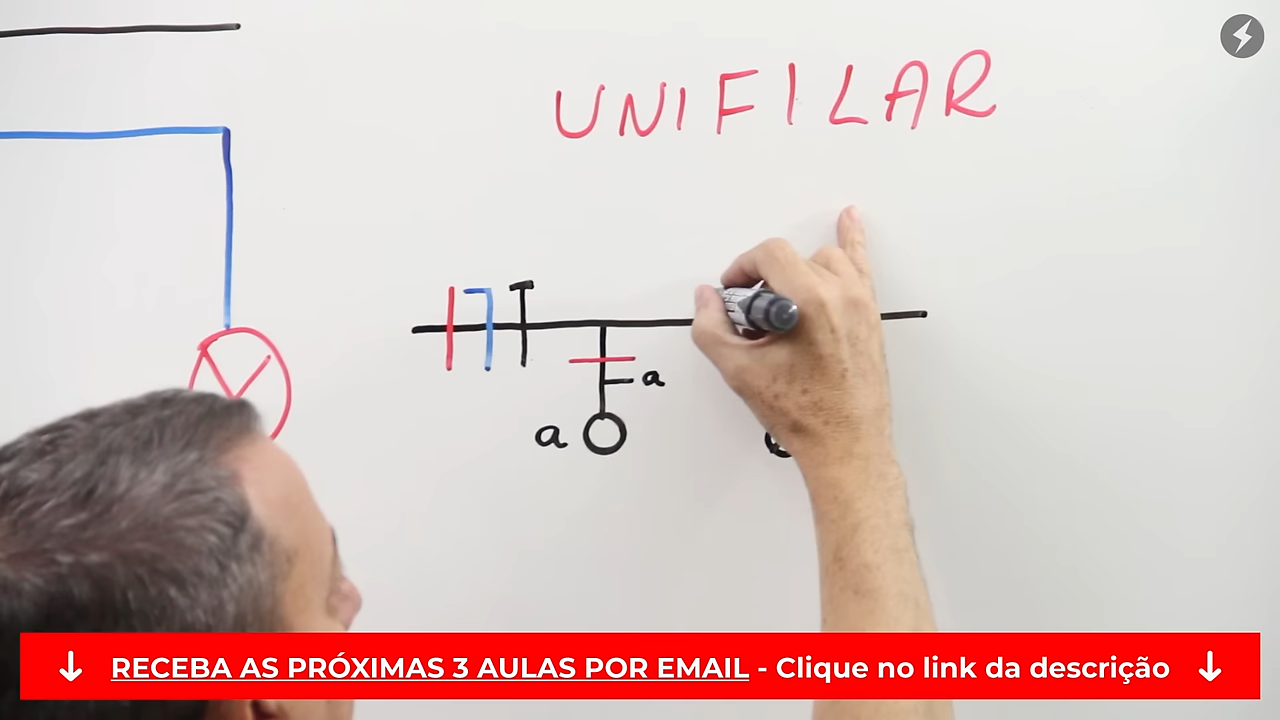 UNIFILAR
a
a
RECEBA AS PRÓXIMAS 3 AULAS POR EMAIL - Clique no link da descrição